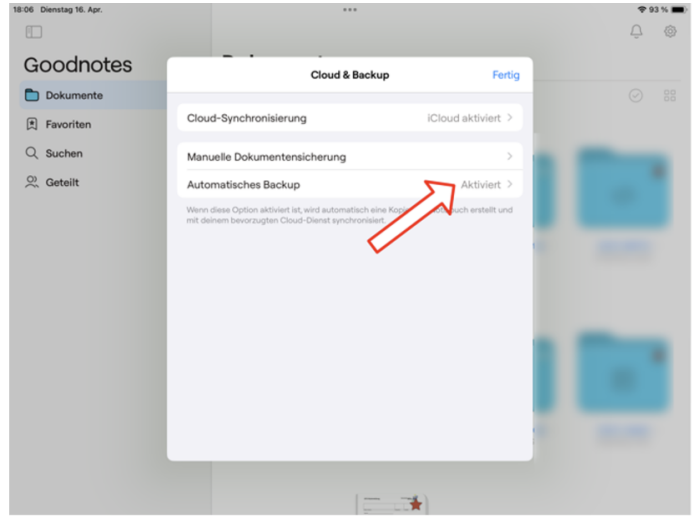 18:06 Dienstag 16. Apr.
93 %
Goodnotes
Dokumente
Favoriten
Suchen
Geteilt
Cloud & Backup
Fertig
Cloud-Synchronisierung
iCloud aktiviert
Manuelle Dokumentensicherung
Automatisches Backup
Aktiviert
Wenn diese Option aktiviert ist, wird automatisch eine Kopie erstellt und
mit deinem bevorzugten Cloud-Dienst synchronisiert.